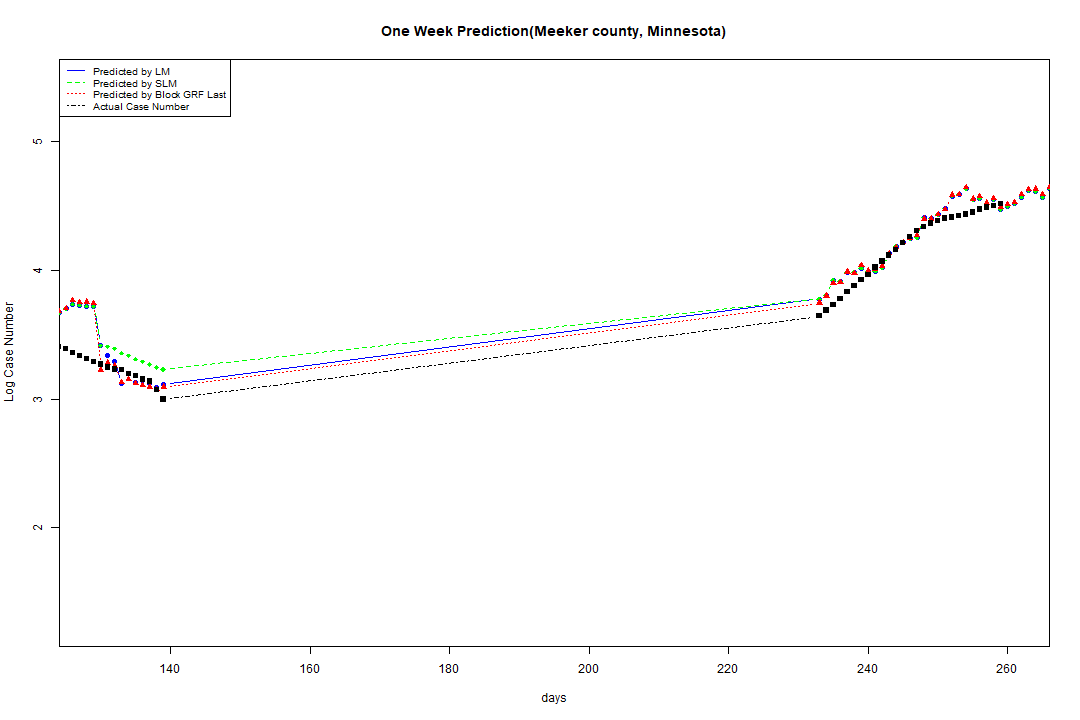 One Week Prediction(Meeker county, Minnesota)
Predicted by LM
Predicted by SLM
Predicted by Block GRF Last
Actual Case Number
Log Case Number
5
4
3
2
140 160 180 200 220 240 260
days